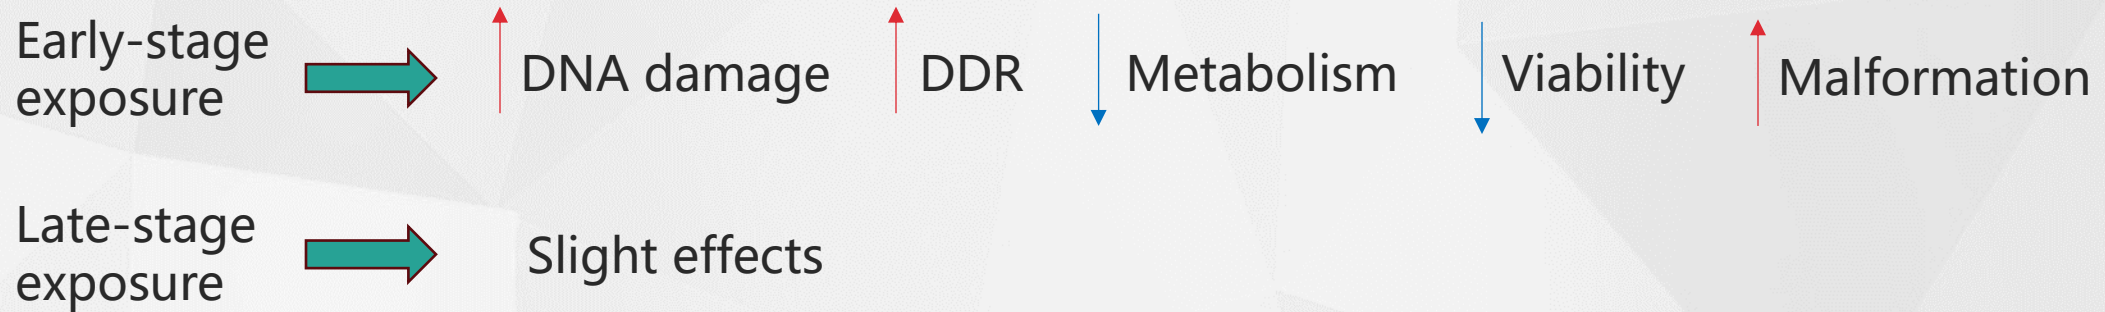 Early-stage
exposure
DNA damage
DDR
Metabolism
Viability
Malformation
Late-stage
exposure
Slight effects